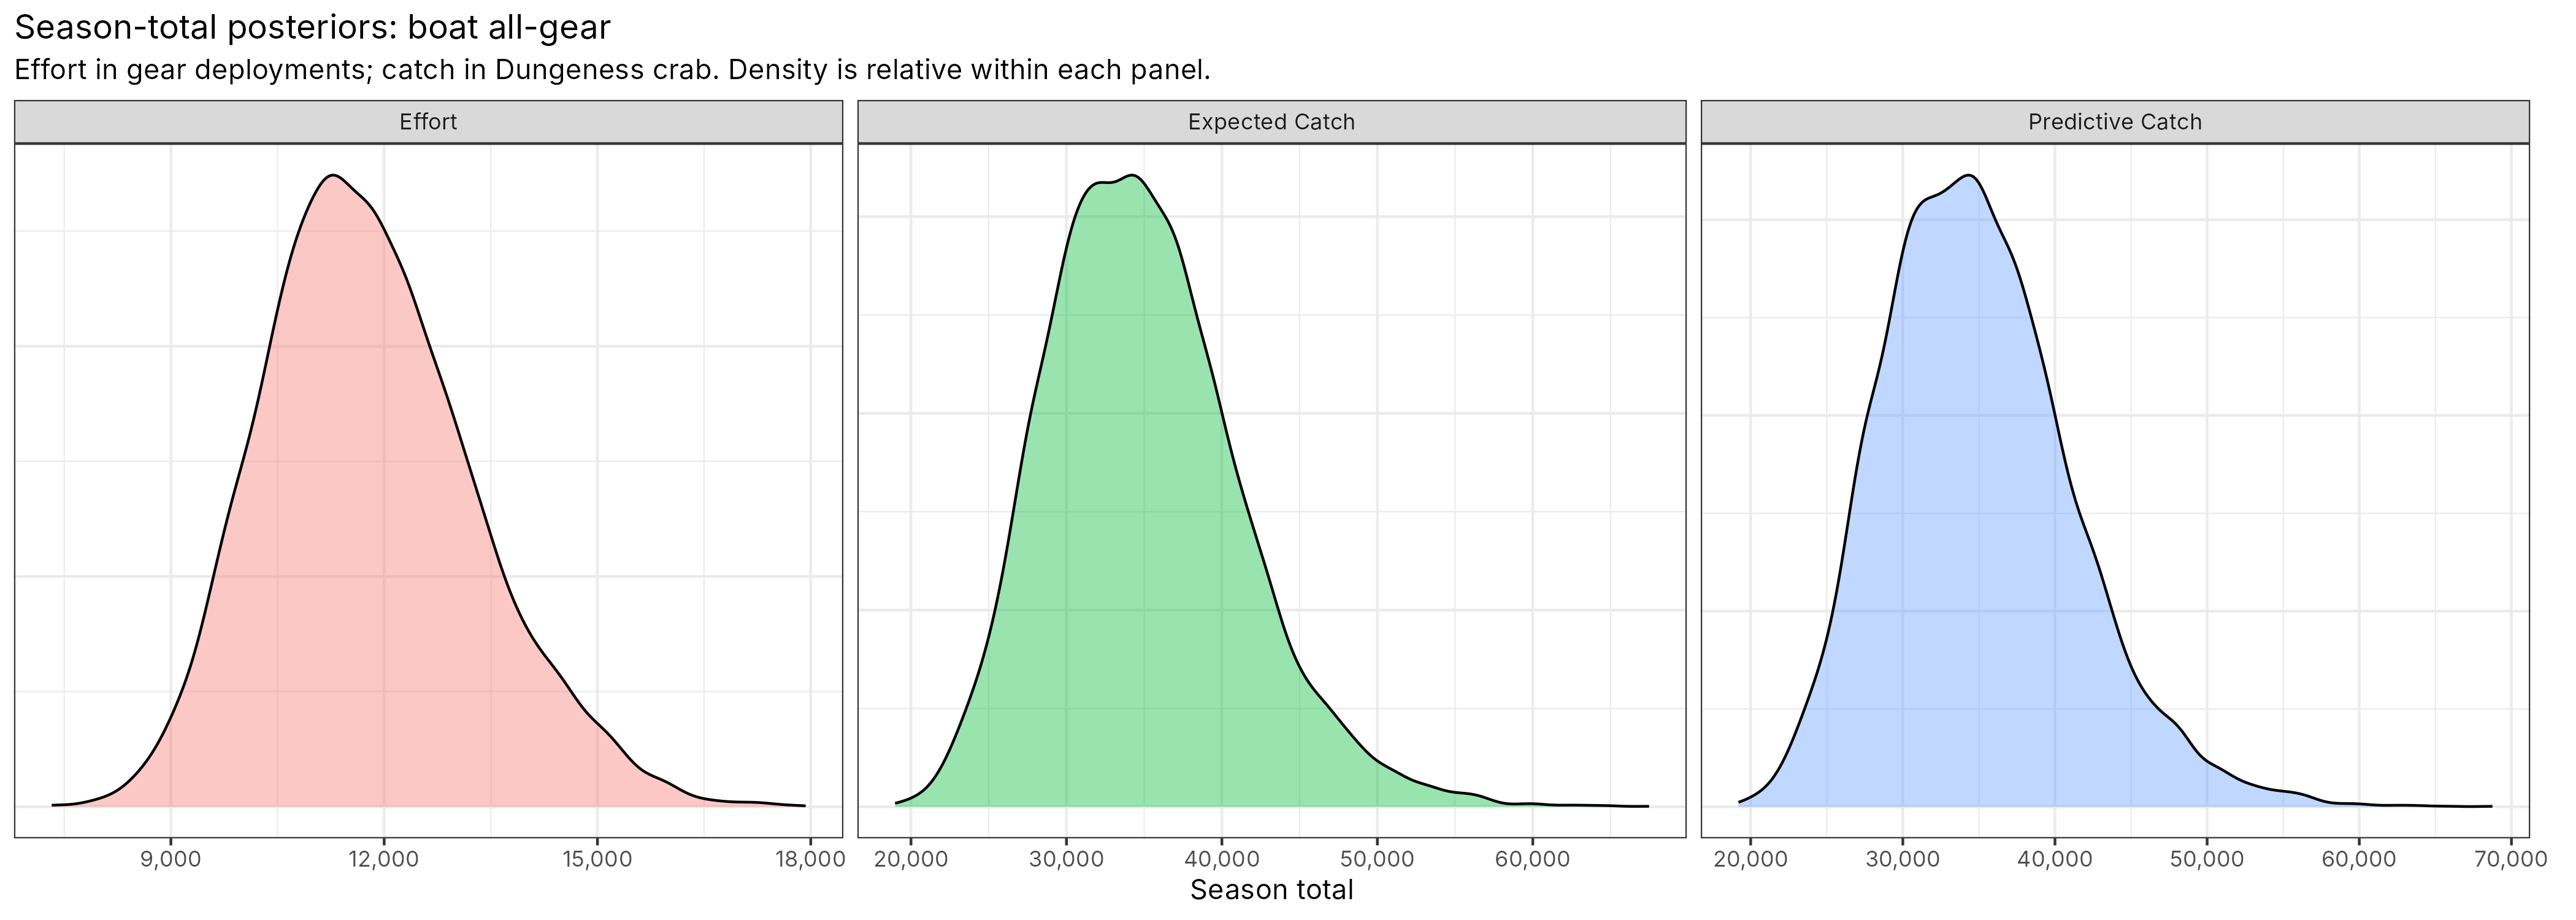 Season-total posteriors: boat all-gear
Effort in gear deployments; catch in Dungeness crab. Density is relative within each panel.
Effort
Expected Catch
Predictive Catch
9,000 12,000 15,000 18,000
20,000 30,000 40,000 50,000 60,000
20,000 30,000 40,000 50,000 60,000 70,000
Season total